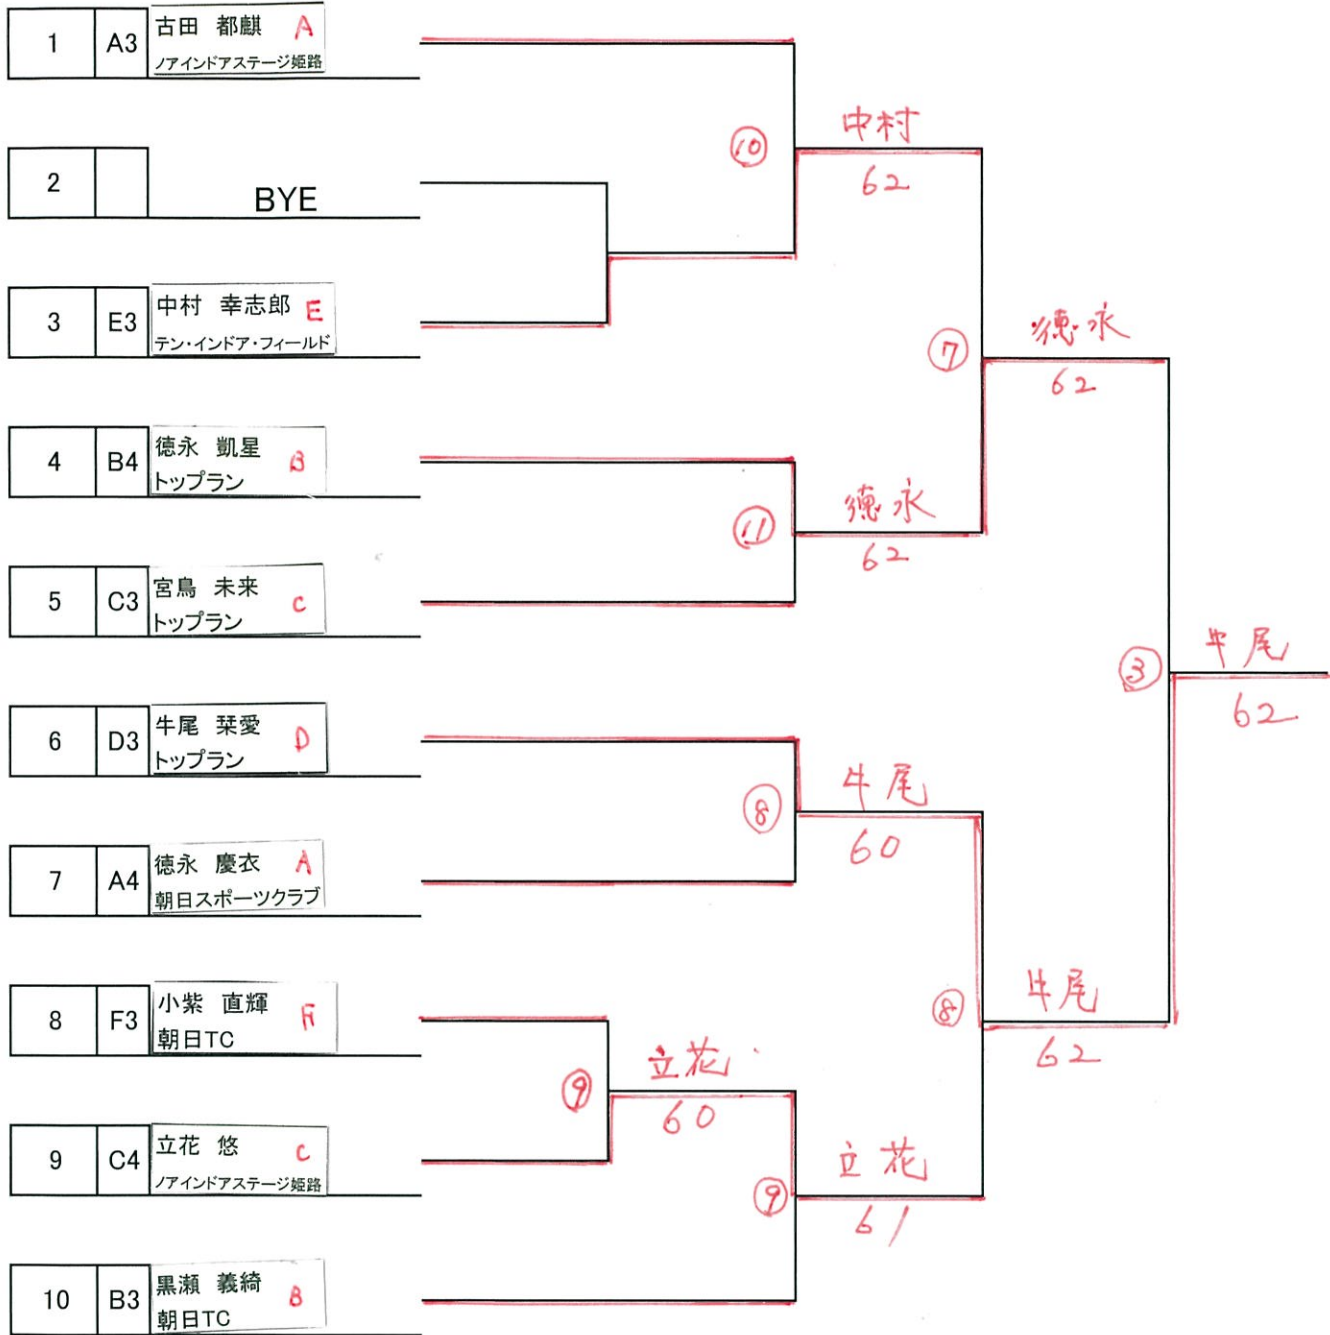 1 A3 古田 都麒 A
ノアインドアステージ姫路
⑩ 中村
62
2 BYE
3 E3 中村 幸志郎 E
テン・インドア・フィールド
⑦ 徳永
62
4 B4 徳永 凱星 B
トップラン
⑪ 徳永
62
5 C3 宮鳥 未来 C
トップラン
③ 牛尾
62
6 D3 牛尾 栞愛 D
トップラン
⑧ 牛尾
60
7 A4 徳永 慶衣 A
朝日スポーツクラブ
8 F3 小紫 直輝 F
朝日TC
⑧ 牛尾
62
⑨ 立花
60
9 C4 立花 悠 C
ノアインドアステージ姫路
⑨ 立花
61
10 B3 黒瀬 義綺 B
朝日TC